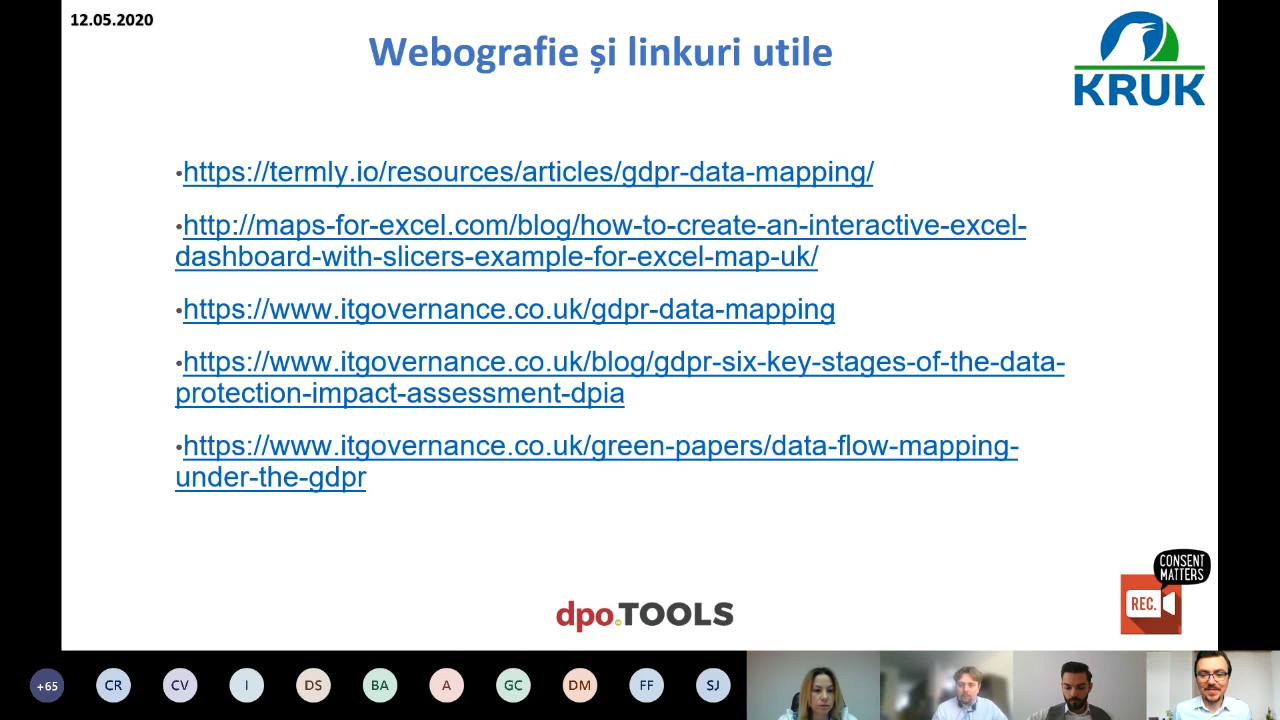 12.05.2020
Webografie și linkuri utile
KRUK
•https://termly.io/resources/articles/gdpr-data-mapping/
•http://maps-for-excel.com/blog/how-to-create-an-interactive-excel-
dashboard-with-slicers-example-for-excel-map-uk/
•https://www.itgovernance.co.uk/gdpr-data-mapping
•https://www.itgovernance.co.uk/blog/gdpr-six-key-stages-of-the-data-
protection-impact-assessment-dpia
•https://www.itgovernance.co.uk/green-papers/data-flow-mapping-
under-the-gdpr
CONSENT
MATTERS
REC.
dpo.TOOLS
+65 CR CV I DS BA A GC DM FF SJ